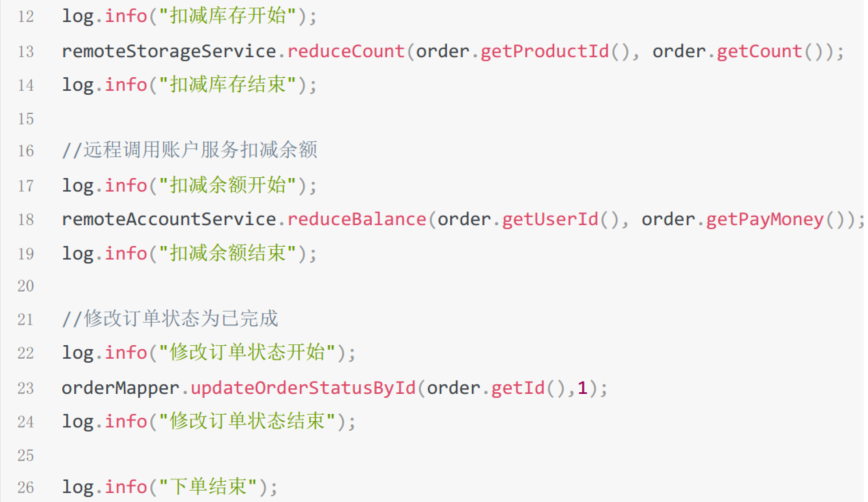 12 log.info("扣减库存开始");
13 remoteStorageService.reduceCount(order.getProductId(), order.getCount());
14 log.info("扣减库存结束");
15
16 //远程调用账户服务扣减余额
17 log.info("扣减余额开始");
18 remoteAccountService.reduceBalance(order.getUserId(), order.getPayMoney());
19 log.info("扣减余额结束");
20
21 //修改订单状态为已完成
22 log.info("修改订单状态开始");
23 orderMapper.updateOrderStatusById(order.getId(),1);
24 log.info("修改订单状态结束");
25
26 log.info("下单结束");